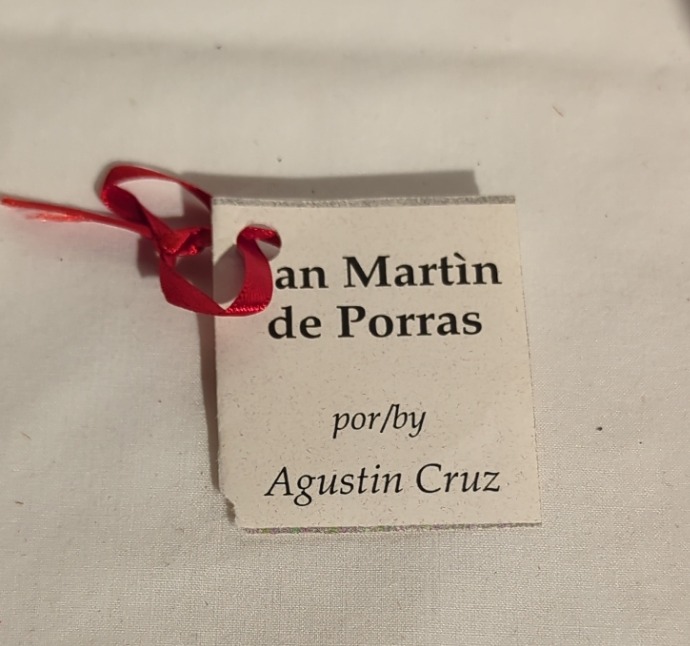 an Martìn
de Porras
por/by
Agustin Cruz